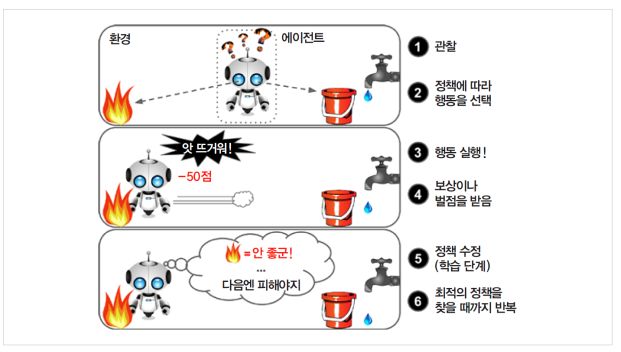 환경
에이전트
? ? ?
1 관찰
2 정책에 따라
행동을 선택
앗 뜨거워!
-50점
3 행동 실행!
4 보상이나
벌점을 받음
= 안 좋군!
...
다음엔 피해야지
5 정책 수정
(학습 단계)
6 최적의 정책을
찾을 때까지 반복